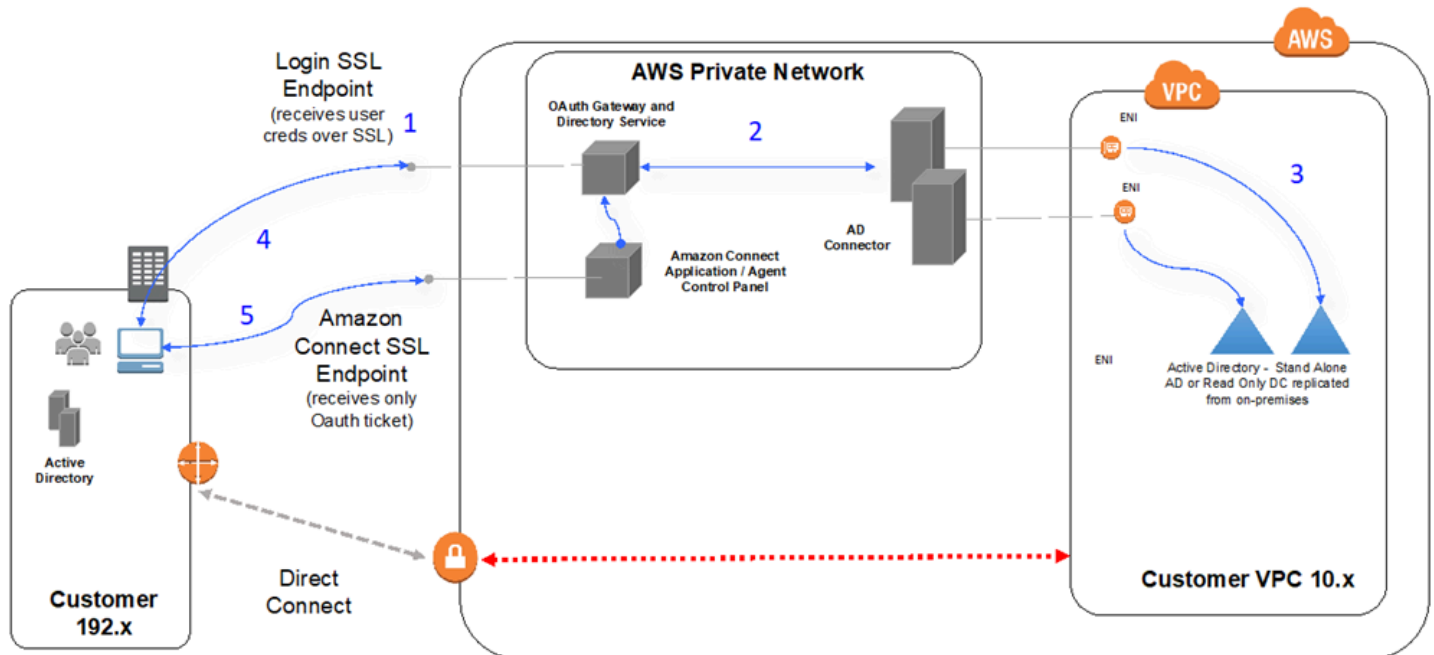 AWS
AWS Private Network
VPC
Login SSL
Endpoint
(receives user
creds over SSL)
1
OAuth Gateway and
Directory Service
2
ENI
3
ENI
4
AD
Connector
Amazon Connect
Application / Agent
Control Panel
5
Amazon
Connect SSL
Endpoint
(receives only
Oauth ticket)
ENI
Active Directory - Stand Alone
AD or Read Only DC replicated
from on-premises
Active
Directory
Direct
Connect
Customer
192.x
Customer VPC 10.x